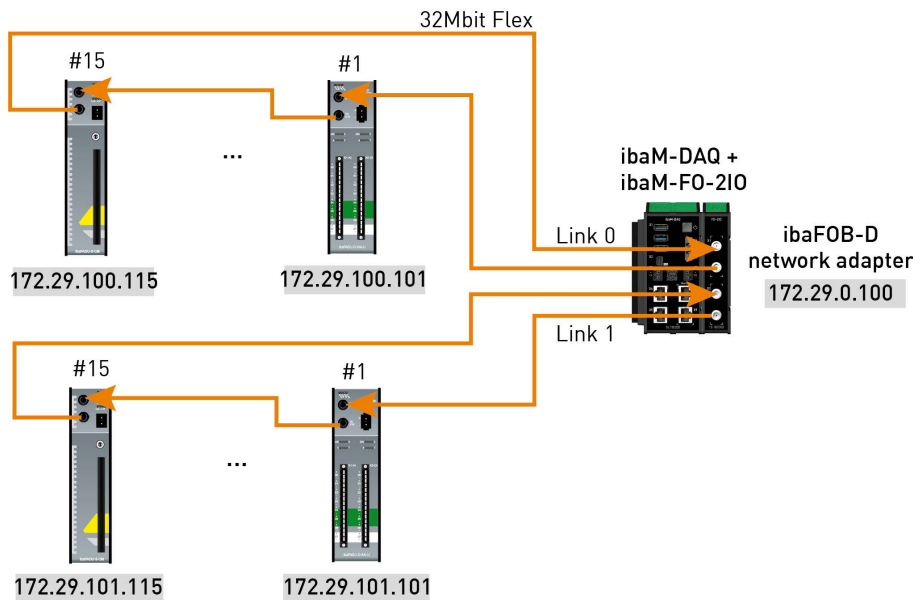 32Mbit Flex
#15
#1
...
ibaM-DAQ +
ibaM-FO-2IO
Link 0
ibaFOB-D
network adapter
172.29.0.100
172.29.100.115
172.29.100.101
Link 1
#15
#1
...
172.29.101.115
172.29.101.101